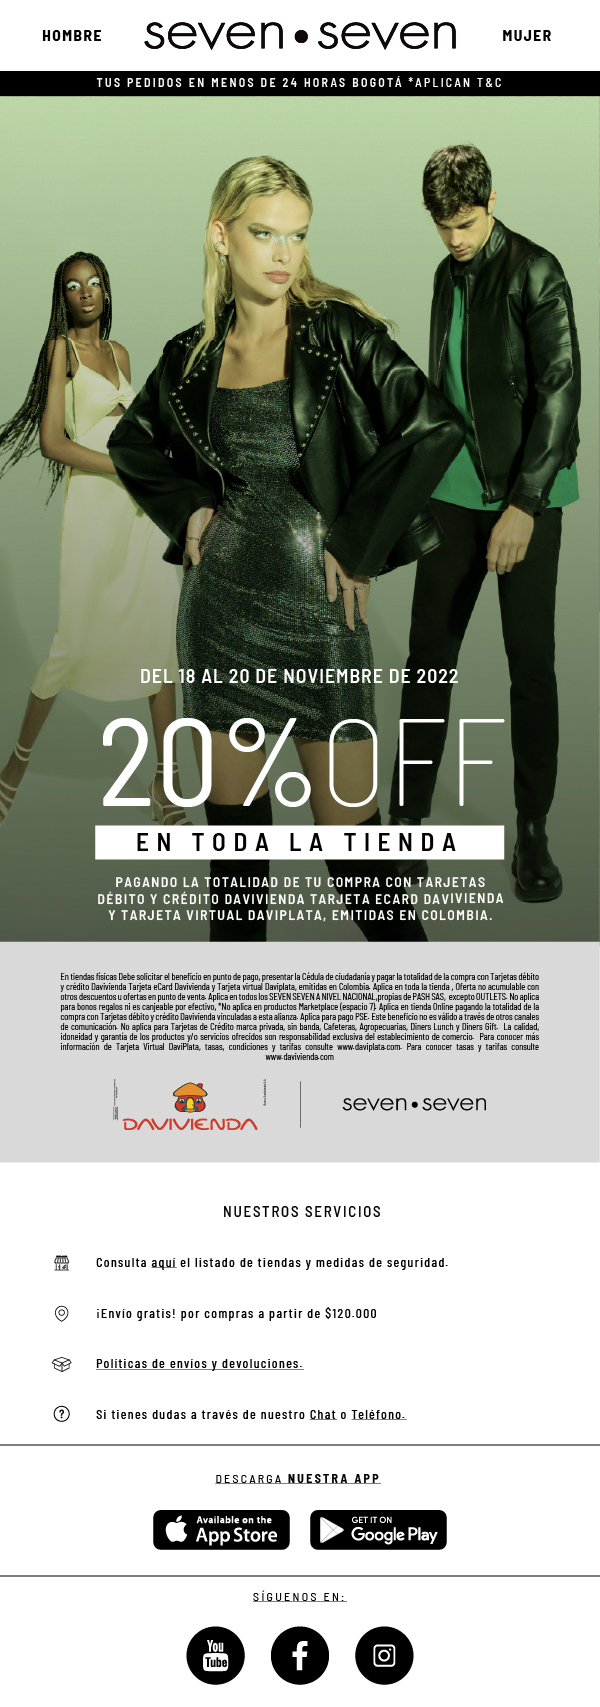 HOMBRE
seven•seven
MUJER
TUS PEDIDOS EN MENOS DE 24 HORAS BOGOTÁ *APLICAN T&C
DEL 18 AL 20 DE NOVIEMBRE DE 2022
20%OFF
EN TODA LA TIENDA
PAGANDO LA TOTALIDAD DE TU COMPRA CON TARJETAS
DÉBITO Y CRÉDITO DAVIVIENDA TARJETA ECARD DAVIVIENDA
Y TARJETA VIRTUAL DAVIPLATA, EMITIDAS EN COLOMBIA.
En tiendas físicas Debe solicitar el beneficio en punto de pago, presentar la Cédula de ciudadanía y pagar la totalidad de la compra con Tarjetas débito
y crédito Davivienda Tarjeta eCard Davivienda y Tarjeta virtual Daviplata, emitidas en Colombia. Aplica en toda la tienda , Oferta no acumulable con
otros descuentos u ofertas en punto de venta. Aplica en todos los SEVEN SEVEN A NIVEL NACIONAL,propias de PASH SAS, excepto OUTLETS. No aplica
para bonos regalos ni es canjeable por efectivo, *No aplica en productos Marketplace (espacio 7). Aplica en tienda Online pagando la totalidad de la
compra con Tarjetas débito y crédito Davivienda vinculadas a esta alianza. Aplica para pago PSE. Este beneficio no es válido a través de otros canales
de comunicación. No aplica para Tarjetas de Crédito marca privada, sin banda, Cafeteras, Agropecuarias, Diners Lunch y Diners Gift. La calidad,
idoneidad y garantía de los productos y/o servicios ofrecidos son responsabilidad exclusiva del establecimiento de comercio. Para conocer más
información de Tarjeta Virtual DaviPlata, tasas, condiciones y tarifas consulte www.daviplata.com. Para conocer tasas y tarifas consulte
www.davivienda.com
DAVIVIENDA
seven•seven
NUESTROS SERVICIOS
Consulta aquí el listado de tiendas y medidas de seguridad.
¡Envío gratis! por compras a partir de $120.000
Políticas de envíos y devoluciones.
Si tienes dudas a través de nuestro Chat o Teléfono.
DESCARGA NUESTRA APP
Available on the
App Store
GET IT ON
Google Play
SÍGUENOS EN:
You
Tube